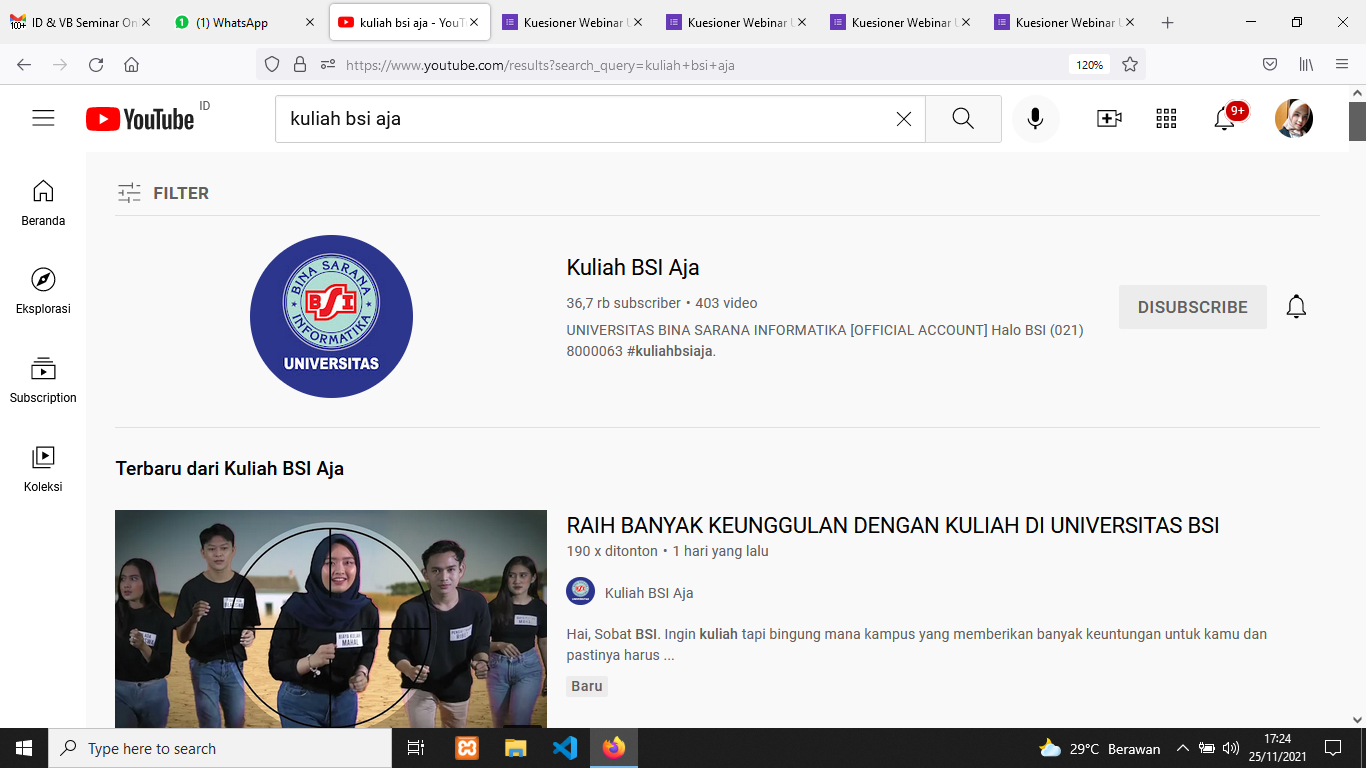 ID & VB Seminar On
(1) WhatsApp
kuliah bsi aja - YouT
Kuesioner Webinar U
Kuesioner Webinar U
Kuesioner Webinar U
Kuesioner Webinar U
https://www.youtube.com/results?search_query=kuliah+bsi+aja
120%
YouTube ID
kuliah bsi aja
9+
Beranda
Eksplorasi
Subscription
Koleksi
FILTER
BINA SARANA
BSI
INFORMATIKA
UNIVERSITAS
Kuliah BSI Aja
36,7 rb subscriber • 403 video
UNIVERSITAS BINA SARANA INFORMATIKA [OFFICIAL ACCOUNT] Halo BSI (021)
8000063 #kuliahbsiaja.
DISUBSCRIBE
Terbaru dari Kuliah BSI Aja
BIAYA KULIAH
MAHAL
RAIH BANYAK KEUNGGULAN DENGAN KULIAH DI UNIVERSITAS BSI
190 x ditonton • 1 hari yang lalu
Kuliah BSI Aja
Hai, Sobat BSI. Ingin kuliah tapi bingung mana kampus yang memberikan banyak keuntungan untuk kamu dan
pastinya harus ...
Baru
Type here to search
29°C Berawan
17:24
25/11/2021